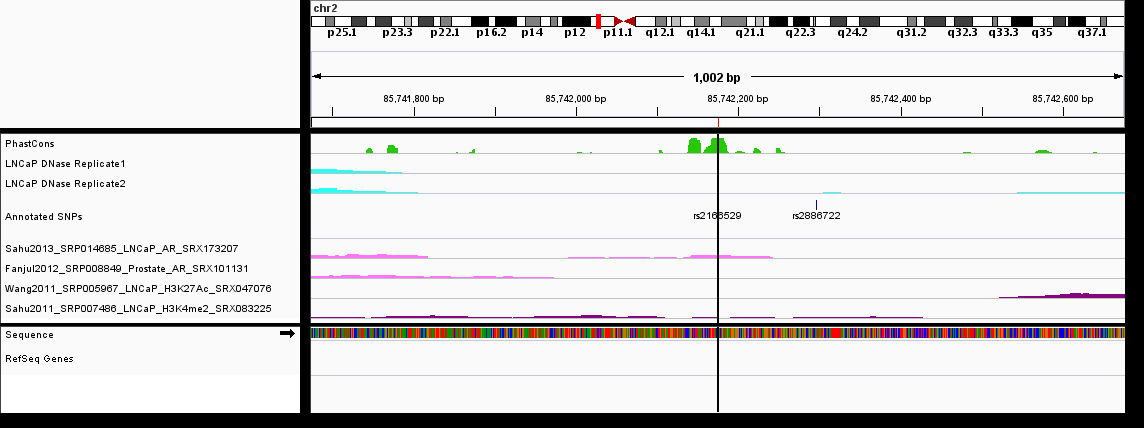 chr2
p25.1 p23.3 p22.1 p16.2 p14 p12 p11.1 q12.1 q14.1 q21.1 q22.3 q24.2 q31.2 q32.3 q33.3 q35 q37.1
1,002 bp
85,741,800 bp 85,742,000 bp 85,742,200 bp 85,742,400 bp 85,742,600 bp
PhastCons
LNCaP DNase Replicate1
LNCaP DNase Replicate2
Annotated SNPs
rs2886722
Sahu2013_SRP014685_LNCaP_AR_SRX173207
Fanjul2012_SRP008849_Prostate_AR_SRX101131
Wang2011_SRP005967_LNCaP_H3K27Ac_SRX047076
Sahu2011_SRP007486_LNCaP_H3K4me2_SRX083225
Sequence
RefSeq Genes